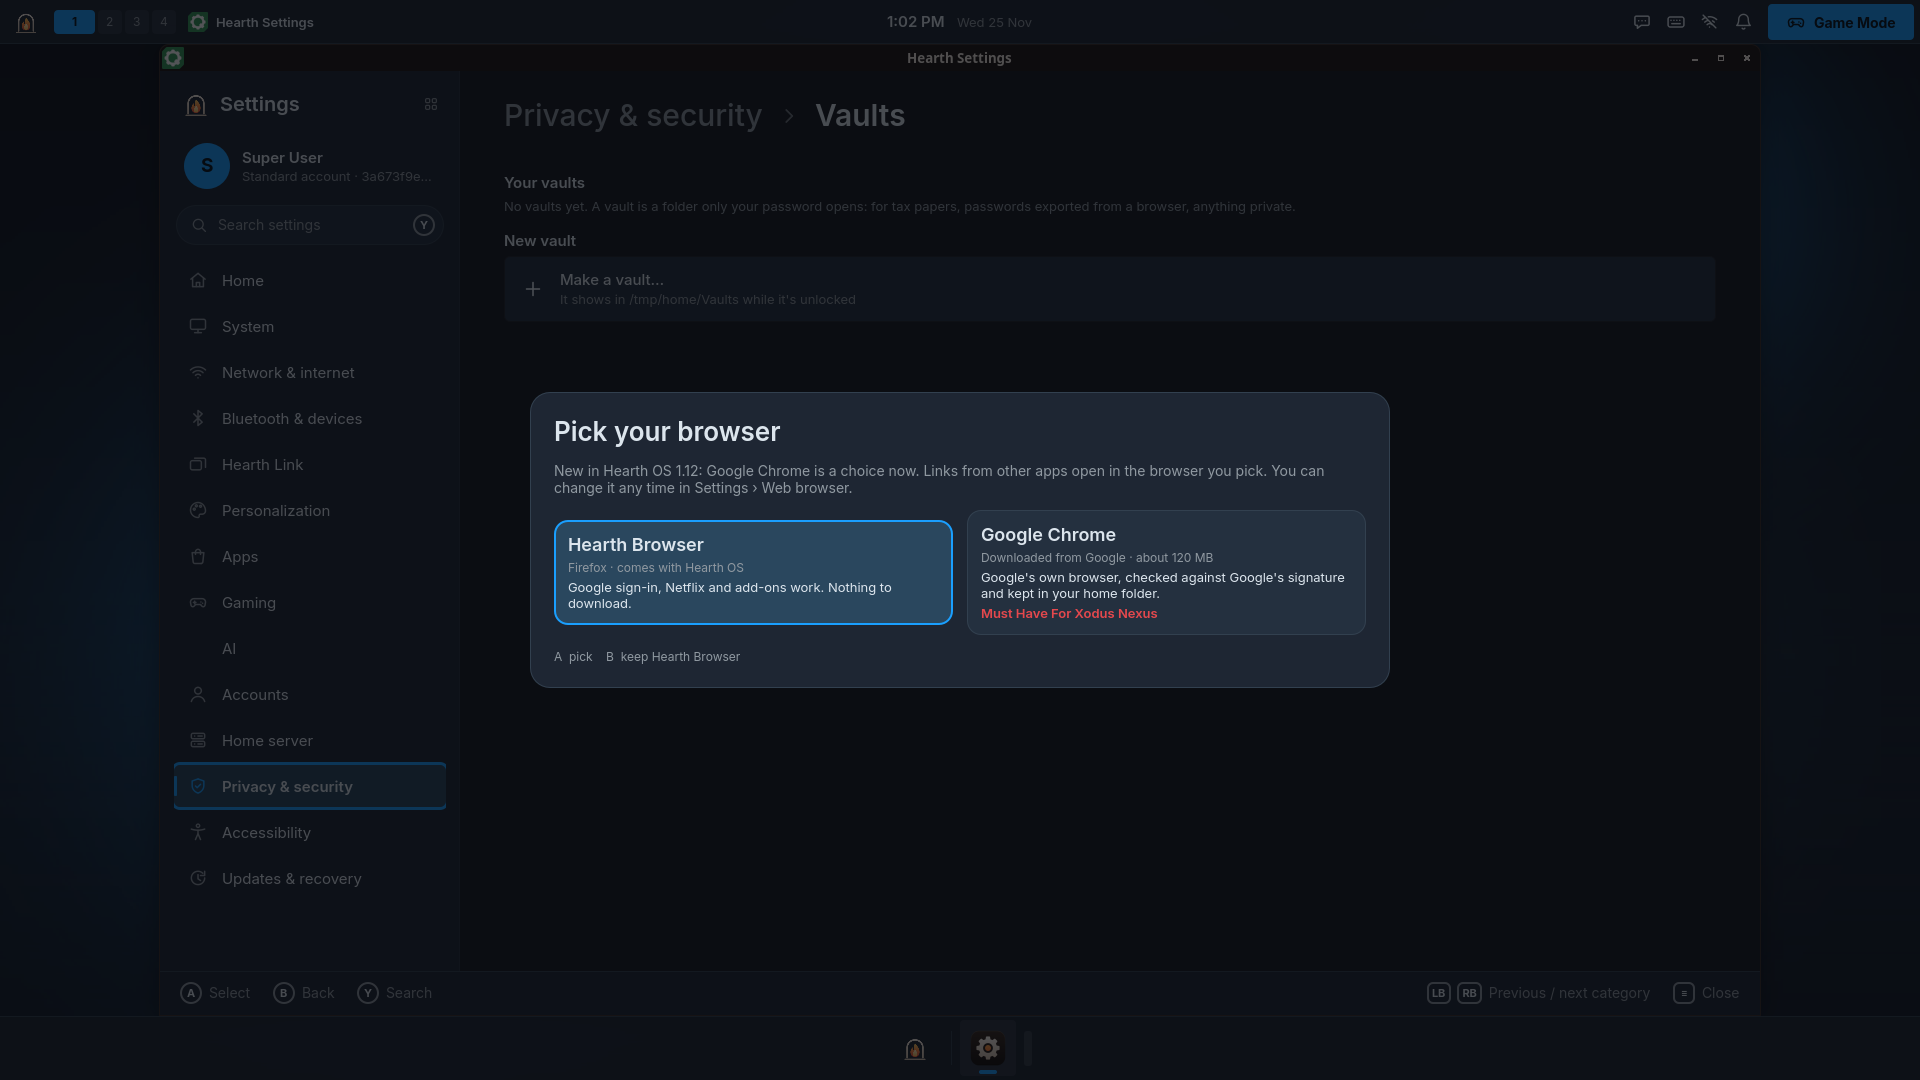 1 2 3 4 Hearth Settings
1:02 PM Wed 25 Nov
Game Mode
Hearth Settings
Settings
S
Super User
Standard account · 3a673f9e...
Search settings Y
Home
System
Network & internet
Bluetooth & devices
Hearth Link
Personalization
Apps
Gaming
AI
Accounts
Home server
Privacy & security
Accessibility
Updates & recovery
Privacy & security › Vaults
Your vaults
No vaults yet. A vault is a folder only your password opens: for tax papers, passwords exported from a browser, anything private.
New vault
Make a vault...
It shows in /tmp/home/Vaults while it's unlocked
Pick your browser
New in Hearth OS 1.12: Google Chrome is a choice now. Links from other apps open in the browser you pick. You can
change it any time in Settings › Web browser.
Hearth Browser
Firefox · comes with Hearth OS
Google sign-in, Netflix and add-ons work. Nothing to
download.
Google Chrome
Downloaded from Google · about 120 MB
Google's own browser, checked against Google's signature
and kept in your home folder.
Must Have For Xodus Nexus
A pick B keep Hearth Browser
A Select B Back Y Search
LB RB Previous / next category ≡ Close